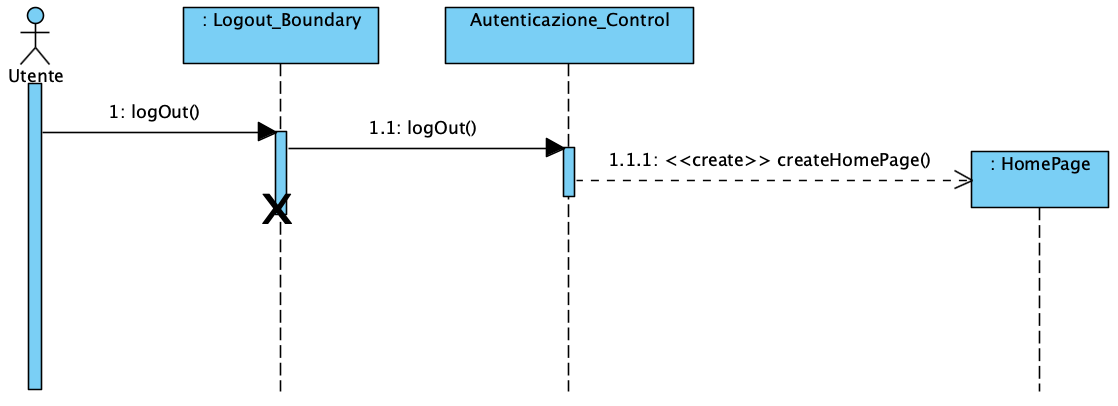 : Logout_Boundary
Autenticazione_Control
Utente
1: logOut()
1.1: logOut()
1.1.1: <<create>> createHomePage()
: HomePage